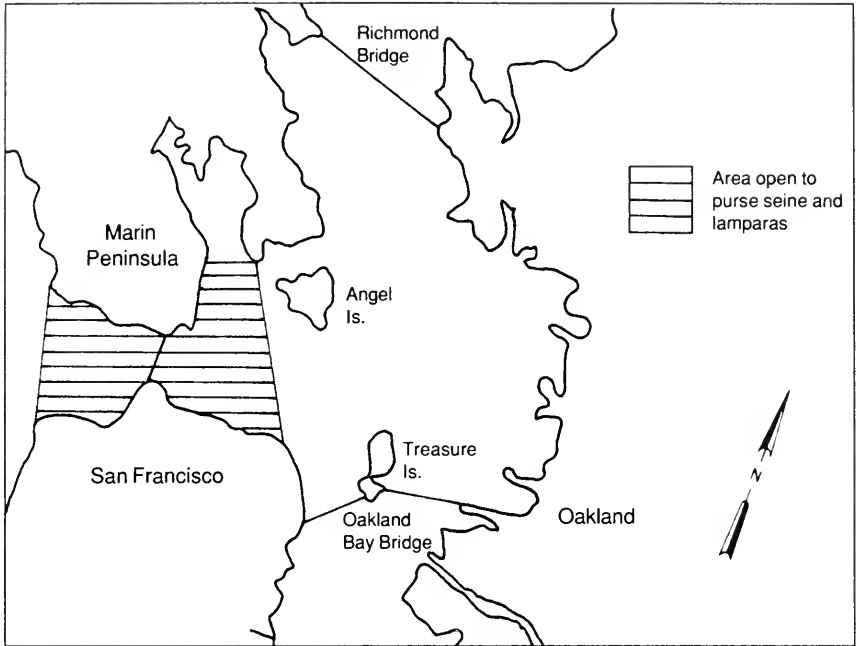 Richmond
Bridge
Area open to
purse seine and
lamparas
Marin
Peninsula
Angel
Is.
San Francisco
Treasure
Is.
Oakland
Bay Bridge
Oakland
N